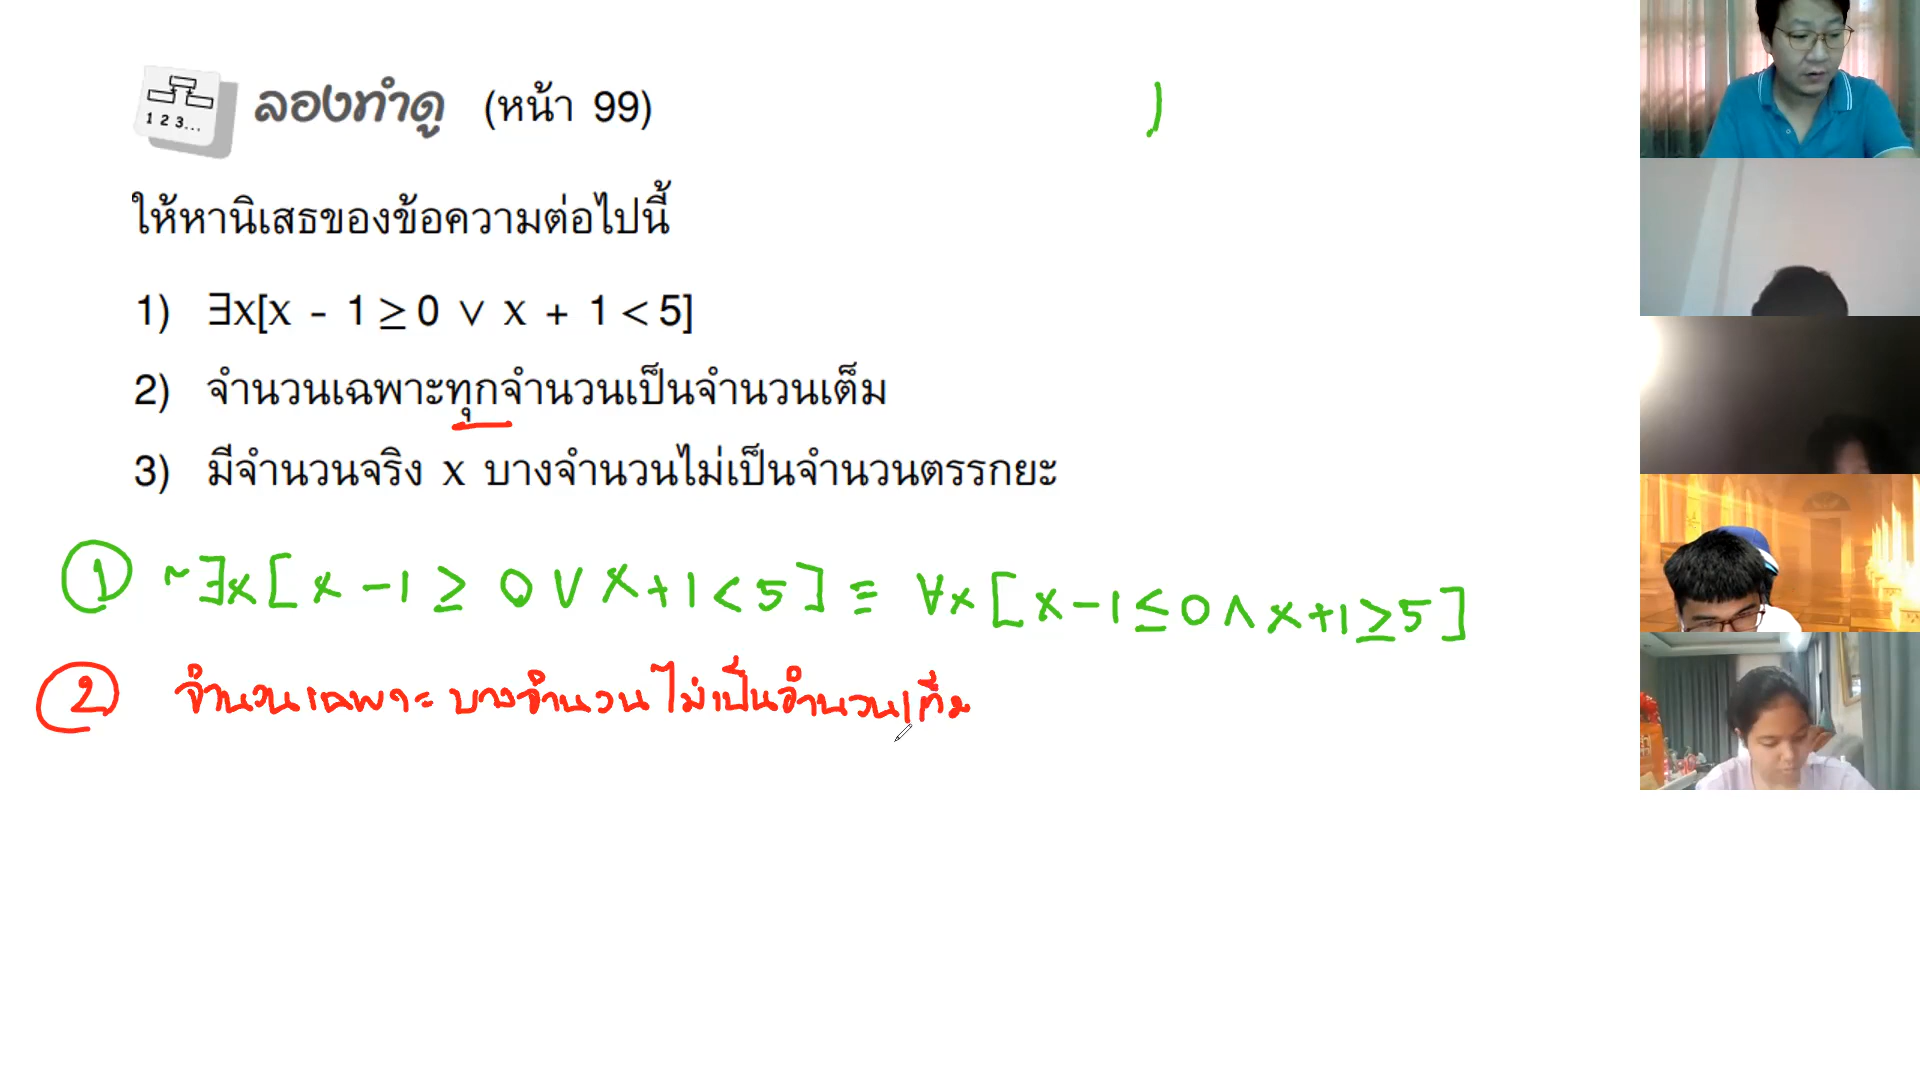 1 2 3...
ลองทำดู (หน้า 99)
ให้หานิเสธของข้อความต่อไปนี้
1) ∃x[x - 1 ≥ 0 ∨ x + 1 < 5]
2) จำนวนเฉพาะทุกจำนวนเป็นจำนวนเต็ม
3) มีจำนวนจริง x บางจำนวนไม่เป็นจำนวนตรรกยะ
① ~∃x[x-1 ≥ 0 ∨ x+1 < 5] ≡ ∀x[x-1 ≤ 0 ∧ x+1 ≥ 5]
② จำนวนเฉพาะ บางจำนวน ไม่เป็นจำนวนเต็ม